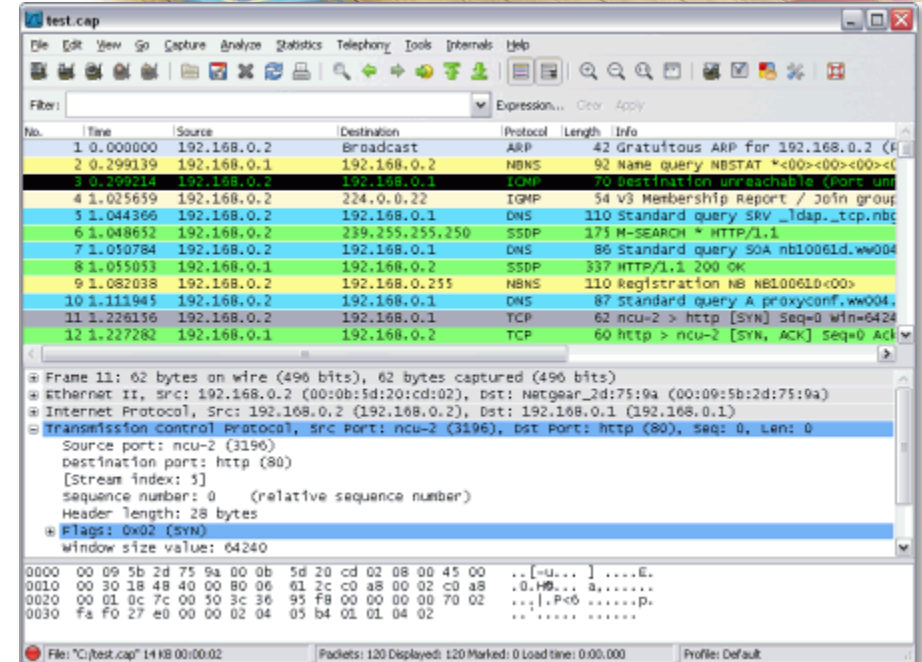 test.cap
File Edit View Go Capture Analyze Statistics Telephony Tools Internals Help
Filter: Expression... Clear Apply
No. Time Source Destination Protocol Length Info
1 0.000000 192.168.0.2 Broadcast ARP 42 Gratuitous ARP for 192.168.0.2
2 0.299139 192.168.0.1 192.168.0.2 NBNS 92 Name query NBSTAT *<00><00><00>
3 0.299214 192.168.0.2 192.168.0.1 ICMP 70 Destination unreachable (Port
4 1.025659 192.168.0.2 224.0.0.22 IGMP 54 V3 Membership Report / Join group
5 1.044366 192.168.0.2 192.168.0.1 DNS 110 Standard query SRV _ldap._tcp.nbg
6 1.048652 192.168.0.2 239.255.255.250 SSDP 175 M-SEARCH * HTTP/1.1
7 1.050784 192.168.0.2 192.168.0.1 DNS 86 Standard query SOA nb10061d.ww004
8 1.055053 192.168.0.1 192.168.0.2 SSDP 337 HTTP/1.1 200 OK
9 1.082038 192.168.0.2 192.168.0.255 NBNS 110 Registration NB NB10061D<00>
10 1.111945 192.168.0.2 192.168.0.1 DNS 87 Standard query A proxyconf.ww004.
11 1.226156 192.168.0.2 192.168.0.1 TCP 62 ncu-2 > http [SYN] Seq=0 Win=6424
12 1.227282 192.168.0.1 192.168.0.2 TCP 60 http > ncu-2 [SYN, ACK] Seq=0 Ack
Frame 11: 62 bytes on wire (496 bits), 62 bytes captured (496 bits)
Ethernet II, Src: 192.168.0.2 (00:0b:5d:20:cd:02), Dst: Netgear_2d:75:9a (00:09:5b:2d:75:9a)
Internet Protocol, Src: 192.168.0.2 (192.168.0.2), Dst: 192.168.0.1 (192.168.0.1)
Transmission Control Protocol, Src Port: ncu-2 (3196), Dst Port: http (80), Seq: 0, Len: 0
Source port: ncu-2 (3196)
Destination port: http (80)
[Stream index: 5]
Sequence number: 0 (relative sequence number)
Header length: 28 bytes
Flags: 0x02 (SYN)
Window size value: 64240
0000 00 09 5b 2d 75 9a 00 0b 5d 20 cd 02 08 00 45 00 ..[-u... ] ....E.
0010 00 30 18 48 40 00 80 06 61 2c c0 a8 00 02 c0 a8 .0.H@... a,......
0020 00 01 0c 7c 00 50 3c 36 95 f8 00 00 00 00 70 02 ...|.P<6 ......p.
0030 fa f0 27 e0 00 00 02 04 05 b4 01 01 04 02 ..'..... ......
File: "C:/test.cap" 14 KB 00:00:02 Packets: 120 Displayed: 120 Marked: 0 Load time: 0:00.000 Profile: Default